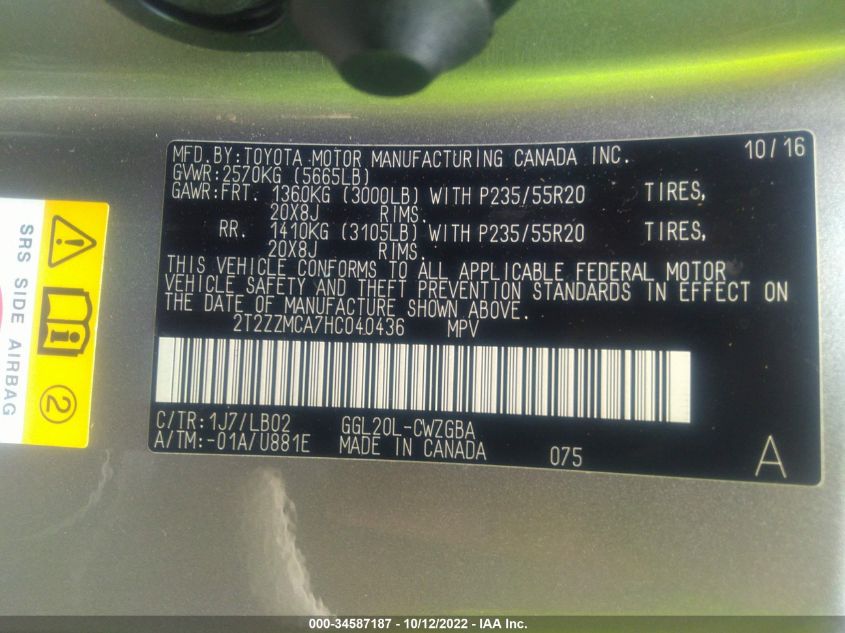 MFD.BY:TOYOTA MOTOR MANUFACTURING CANADA INC. 10/16
GVWR:2570KG (5665LB)
GAWR:FRT. 1360KG (3000LB) WITH P235/55R20 TIRES,
20X8J RIMS.
RR. 1410KG (3105LB) WITH P235/55R20 TIRES,
20X8J RIMS.
THIS VEHICLE CONFORMS TO ALL APPLICABLE FEDERAL MOTOR
VEHICLE SAFETY AND THEFT PREVENTION STANDARDS IN EFFECT ON
THE DATE OF MANUFACTURE SHOWN ABOVE.
2T2ZZMCA7HC040436 MPV
C/TR:1J7/LB02 GGL20L-CWZGBA
A/TM:-01A/U881E MADE IN CANADA 075 A
SRS SIDE AIRBAG
2
000-34587187 - 10/12/2022 - IAA Inc.